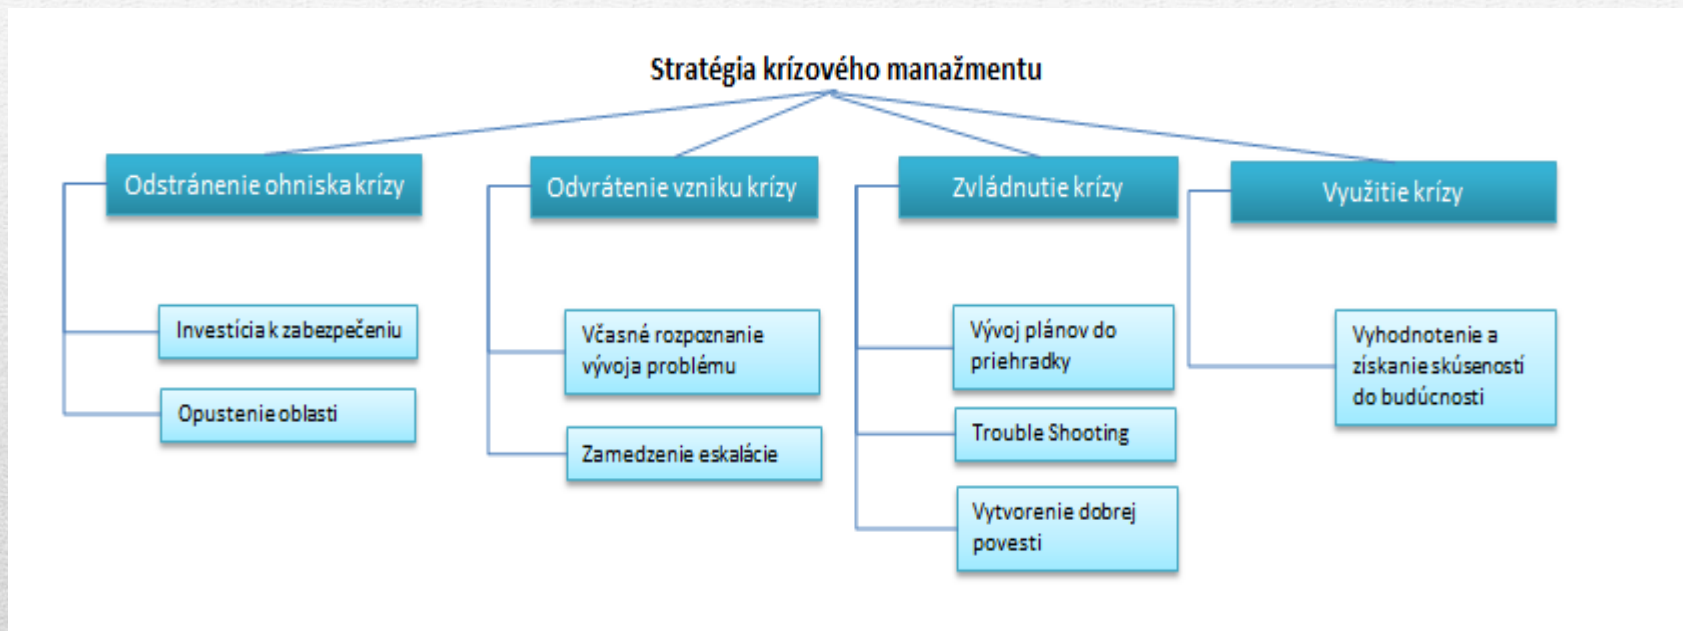 Stratégia krízového manažmentu
Odstránenie ohniska krízy
Investícia k zabezpečeniu
Opustenie oblasti
Odvrátenie vzniku krízy
Včasné rozpoznanie
vývoja problému
Zamedzenie eskalácie
Zvládnutie krízy
Vývoj plánov do
priehradky
Trouble Shooting
Vytvorenie dobrej
povesti
Využitie krízy
Vyhodnotenie a
získanie skúseností
do budúcnosti